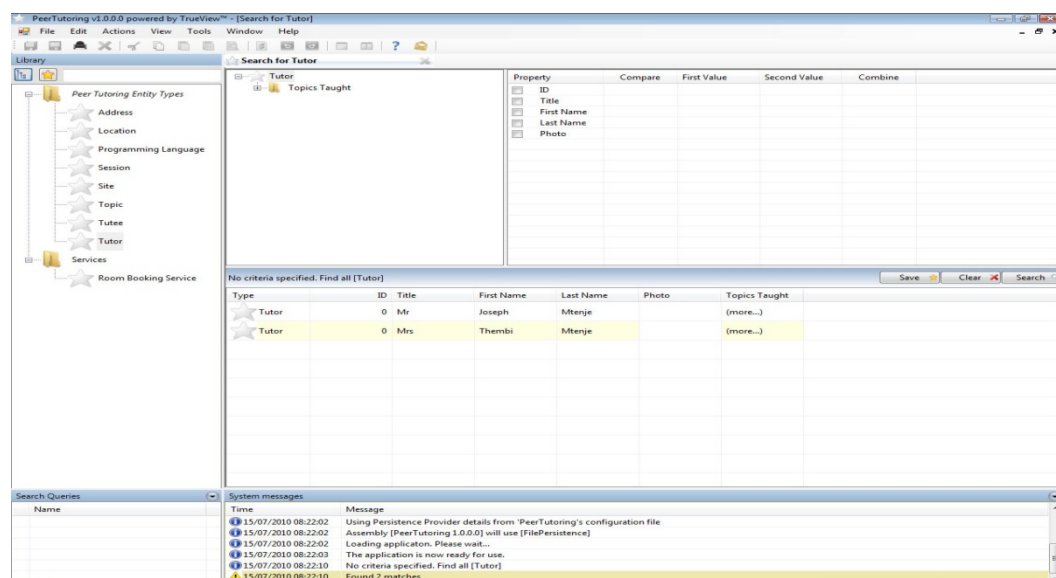 PeerTutoring v1.0.0.0 powered by TrueView™ - [Search for Tutor]
File Edit Actions View Tools Window Help
Library
Search for Tutor
Peer Tutoring Entity Types
Address
Location
Programming Language
Session
Site
Topic
Tutee
Tutor
Services
Room Booking Service
Tutor
Topics Taught
Property Compare First Value Second Value Combine
ID
Title
First Name
Last Name
Photo
No criteria specified. Find all [Tutor]
Save Clear Search
Type ID Title First Name Last Name Photo Topics Taught
Tutor 0 Mr Joseph Mtenje (more...)
Tutor 0 Mrs Thembi Mtenje (more...)
Search Queries
Name
System messages
Time Message
15/07/2010 08:22:02 Using Persistence Provider details from 'PeerTutoring's configuration file
15/07/2010 08:22:02 Assembly [PeerTutoring 1.0.0.0] will use [FilePersistence]
15/07/2010 08:22:02 Loading applicaton. Please wait...
15/07/2010 08:22:03 The application is now ready for use.
15/07/2010 08:22:10 No criteria specified. Find all [Tutor]
15/07/2010 08:22:10 Found 2 matches